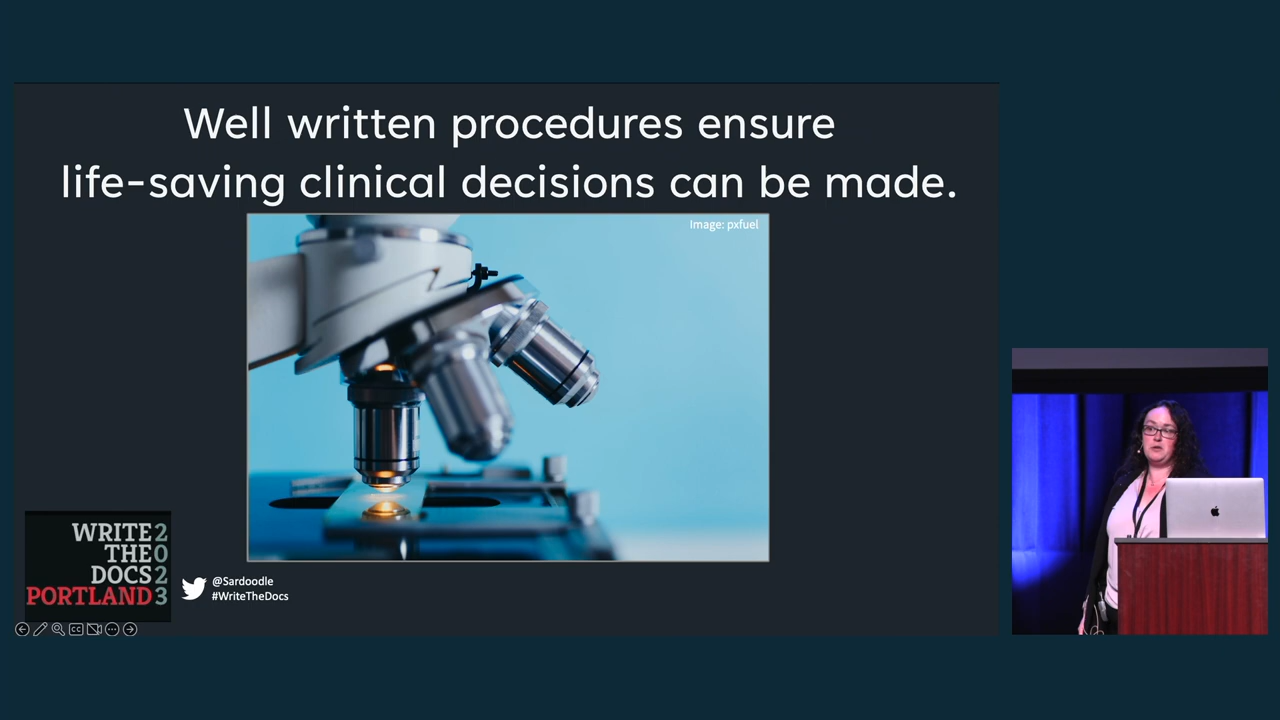 Well written procedures ensure
life-saving clinical decisions can be made.
Image: pxfuel
WRITE 2
THE 0
DOCS 2
PORTLAND 3
@Sardoodle
#WriteTheDocs
CC